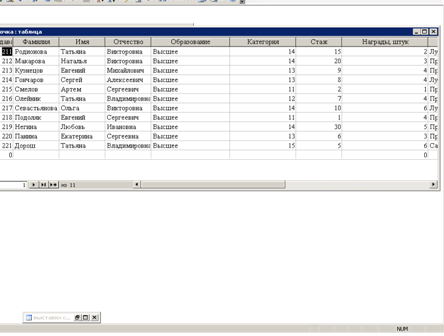 очка : таблица
Фамилия Имя Отчество Образование Категория Стаж Награды, штук
211 Родионова Татьяна Викторовна Высшее 14 15 2 Лу
212 Макарова Наталья Викторовна Высшее 14 20 3 Пр
213 Кузнецов Евгений Михайлович Высшее 13 9 4 Пр
214 Гончаров Сергей Алексеевич Высшее 13 8 4 Лу
215 Смелов Артем Сергеевич Высшее 11 2 1 Пр
216 Олейник Татьяна Владимировна Высшее 12 7 4 Пр
217 Севастьянова Ольга Викторовна Высшее 14 10 6 Лу
218 Подоляк Евгений Сергеевич Высшее 11 1 4 Пр
219 Негина Любовь Ивановна Высшее 14 30 5 Пр
220 Панина Екатерина Сергеевна Высшее 13 6 3 Пр
221 Дорош Татьяна Владимировна Высшее 15 5 6 Са
0 0
1 из 11
NUM